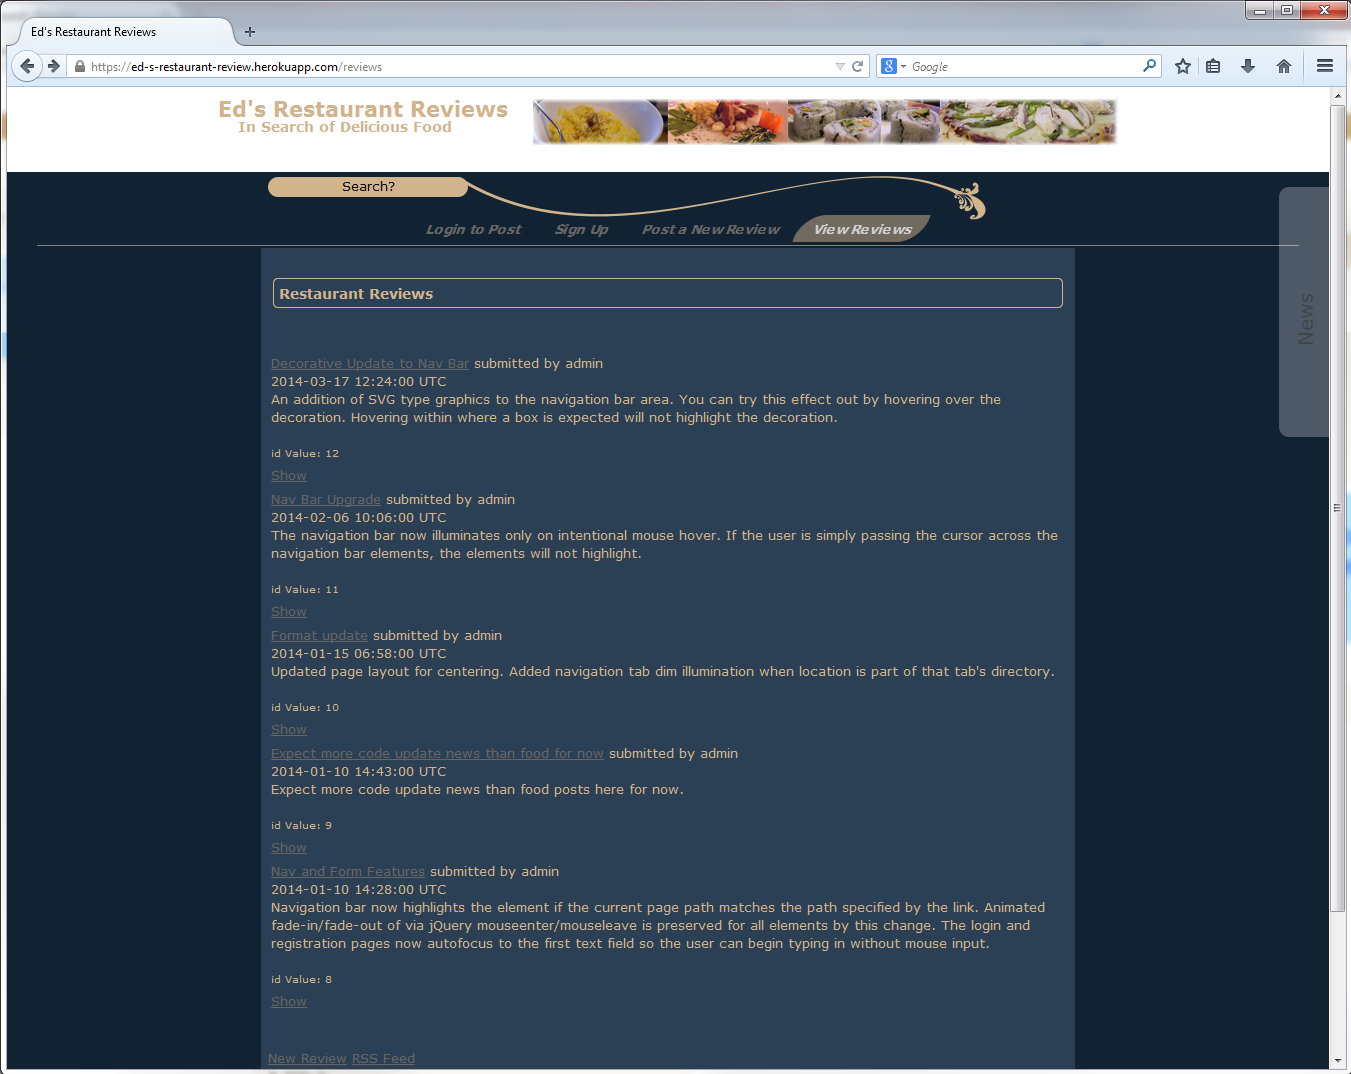 Ed's Restaurant Reviews
https://ed-s-restaurant-review.herokuapp.com/reviews
Google
Ed's Restaurant Reviews
In Search of Delicious Food
Search?
Login to Post
Sign Up
Post a New Review
View Reviews
News
Restaurant Reviews
Decorative Update to Nav Bar submitted by admin
2014-03-17 12:24:00 UTC
An addition of SVG type graphics to the navigation bar area. You can try this effect out by hovering over the
decoration. Hovering within where a box is expected will not highlight the decoration.
id Value: 12
Show
Nav Bar Upgrade submitted by admin
2014-02-06 10:06:00 UTC
The navigation bar now illuminates only on intentional mouse hover. If the user is simply passing the cursor across the
navigation bar elements, the elements will not highlight.
id Value: 11
Show
Format update submitted by admin
2014-01-15 06:58:00 UTC
Updated page layout for centering. Added navigation tab dim illumination when location is part of that tab's directory.
id Value: 10
Show
Expect more code update news than food for now submitted by admin
2014-01-10 14:43:00 UTC
Expect more code update news than food posts here for now.
id Value: 9
Show
Nav and Form Features submitted by admin
2014-01-10 14:28:00 UTC
Navigation bar now highlights the element if the current page path matches the path specified by the link. Animated
fade-in/fade-out of via jQuery mouseenter/mouseleave is preserved for all elements by this change. The login and
registration pages now autofocus to the first text field so the user can begin typing in without mouse input.
id Value: 8
Show
New Review RSS Feed